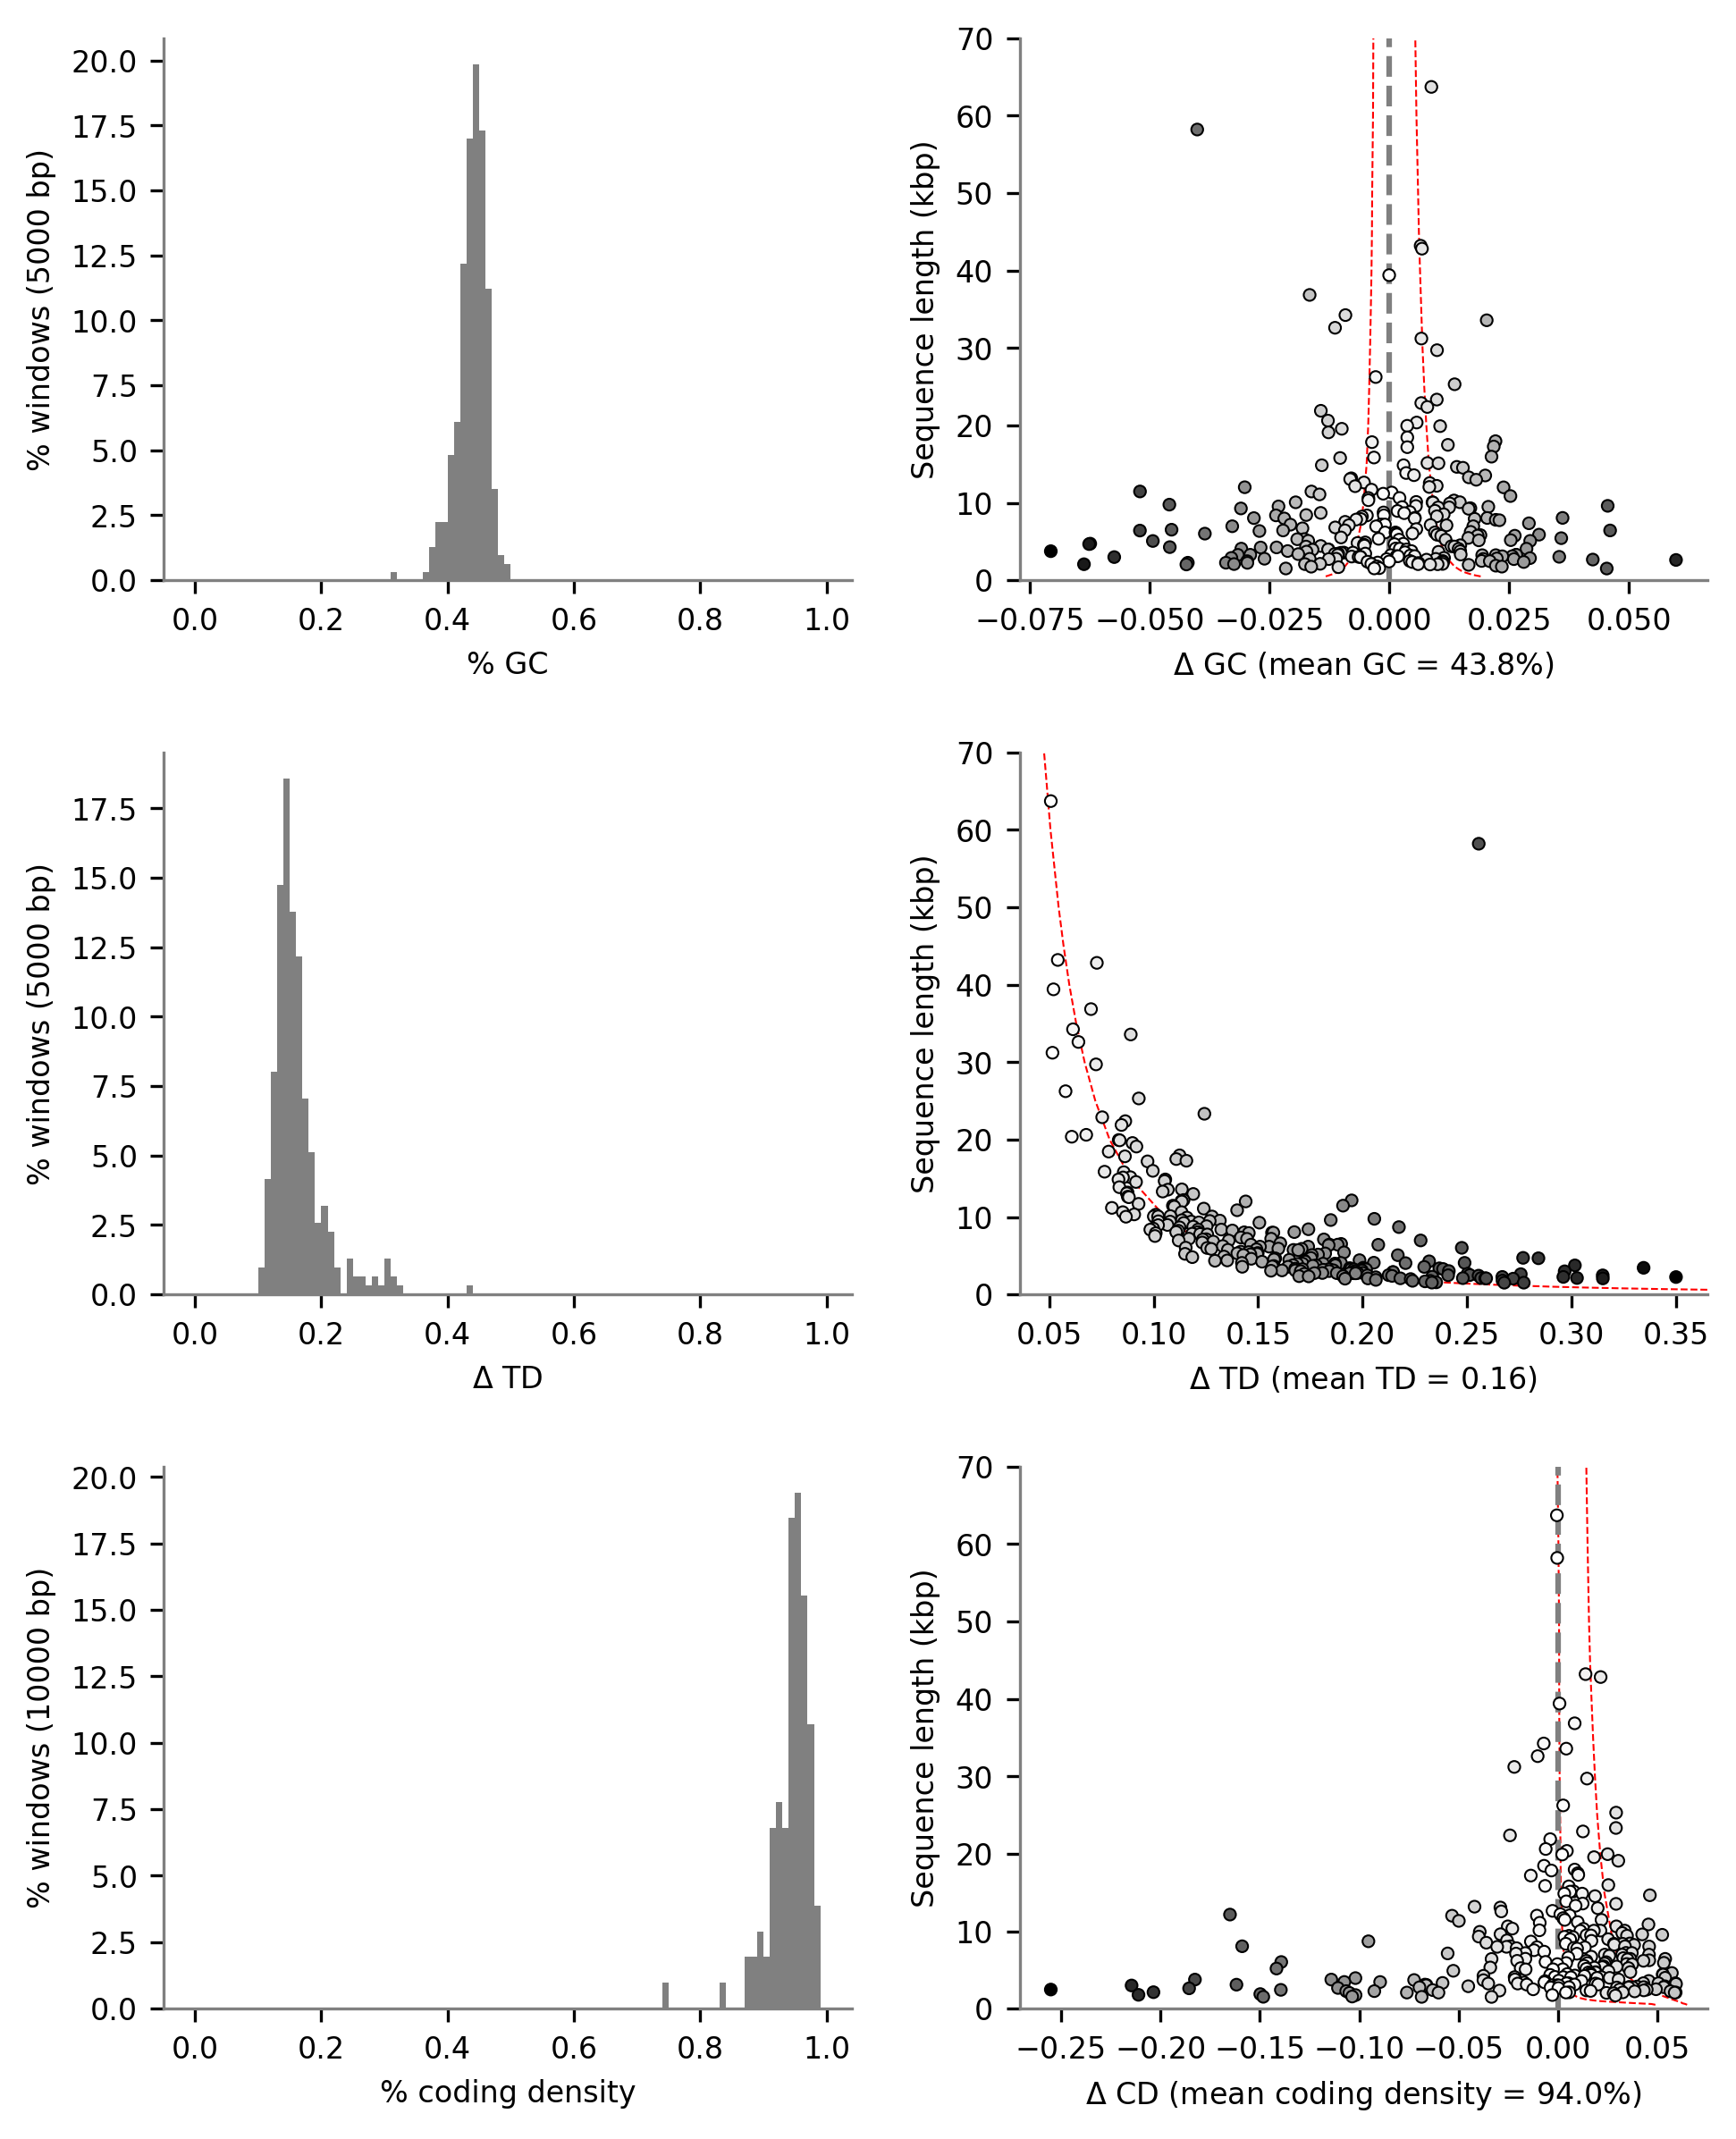 20.0
17.5
15.0
12.5
10.0
7.5
5.0
2.5
0.0
% windows (5000 bp)
0.0 0.2 0.4 0.6 0.8 1.0
% GC
70
60
50
40
30
20
10
0
Sequence length (kbp)
−0.075 −0.050 −0.025 0.000 0.025 0.050
Δ GC (mean GC = 43.8%)
17.5
15.0
12.5
10.0
7.5
5.0
2.5
0.0
% windows (5000 bp)
0.0 0.2 0.4 0.6 0.8 1.0
Δ TD
70
60
50
40
30
20
10
0
Sequence length (kbp)
0.05 0.10 0.15 0.20 0.25 0.30 0.35
Δ TD (mean TD = 0.16)
20.0
17.5
15.0
12.5
10.0
7.5
5.0
2.5
0.0
% windows (10000 bp)
0.0 0.2 0.4 0.6 0.8 1.0
% coding density
70
60
50
40
30
20
10
0
Sequence length (kbp)
−0.25 −0.20 −0.15 −0.10 −0.05 0.00 0.05
Δ CD (mean coding density = 94.0%)